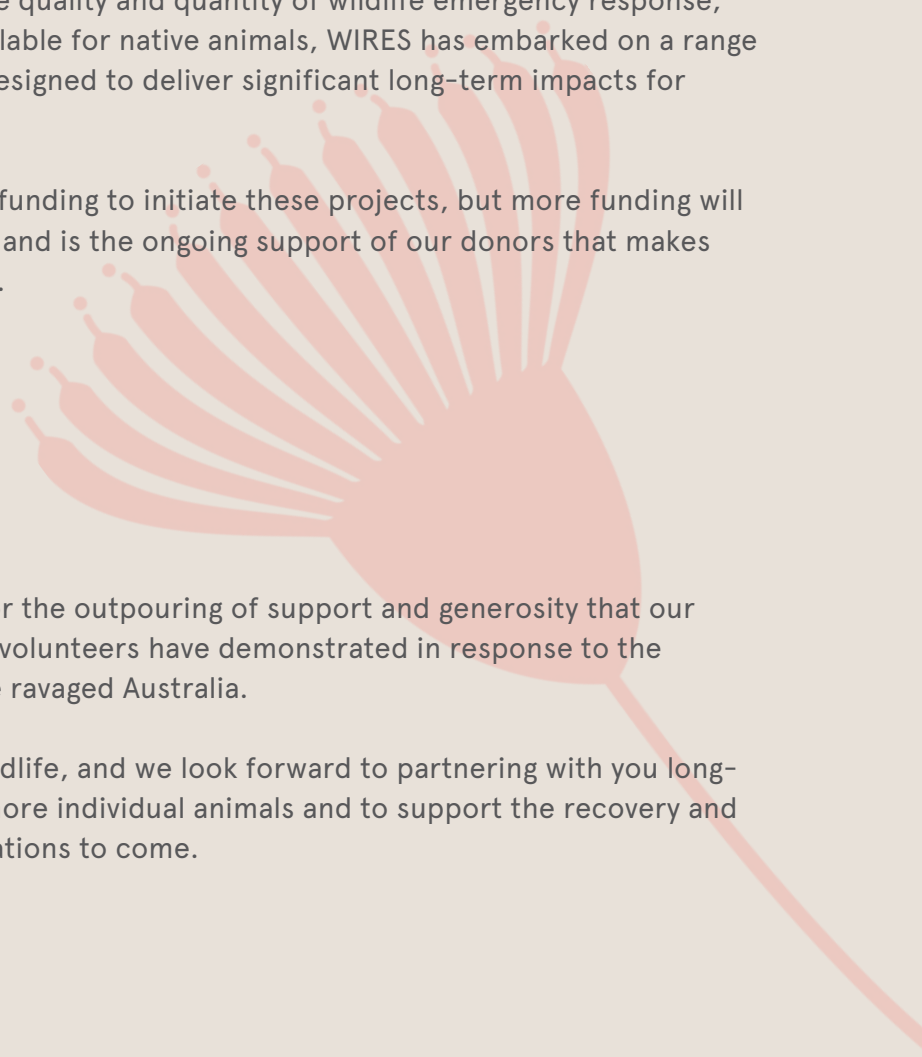 quality and quantity of wildlife emergency response,
lable for native animals, WIRES has embarked on a range
esigned to deliver significant long-term impacts for
funding to initiate these projects, but more funding will
and is the ongoing support of our donors that makes
.
r the outpouring of support and generosity that our
volunteers have demonstrated in response to the
ravaged Australia.
dlife, and we look forward to partnering with you long-
ore individual animals and to support the recovery and
ations to come.